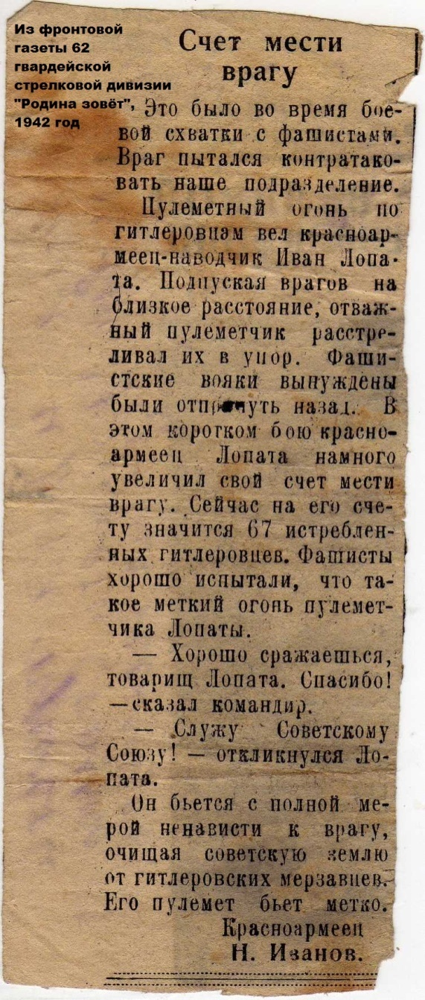 Из фронтовой
газеты 62
гвардейской
стрелковой дивизии
"Родина зовёт",
1942 год
Счет мести
врагу
Это было во время бое-
вой схватки с фашистами.
Враг пытался контратако-
вать наше подразделение.
Пулеметный огонь по
гитлеровцам вел красноар-
меец-наводчик Иван Лопа-
та. Подпуская врагов на
близкое расстояние, отваж-
ный пулеметчик расстре-
ливал их в упор. Фаши-
стские вояки вынуждены
были отпрянуть назад. В
этом коротком бою красно-
армеец Лопата намного
увеличил свой счет мести
врагу. Сейчас на его сче-
ту значится 67 истреблен-
ных гитлеровцев. Фашисты
хорошо испытали, что та-
кое меткий огонь пулемет-
чика Лопаты.
— Хорошо сражаешься,
товарищ Лопата. Спасибо!
—сказал командир.
— Служу Советскому
Союзу! — откликнулся Ло-
пата.
Он бьется с полной ме-
рой ненависти к врагу,
очищая советскую землю
от гитлеровских мерзавцев.
Его пулемет бьет метко.
Красноармеец
Н. Иванов.